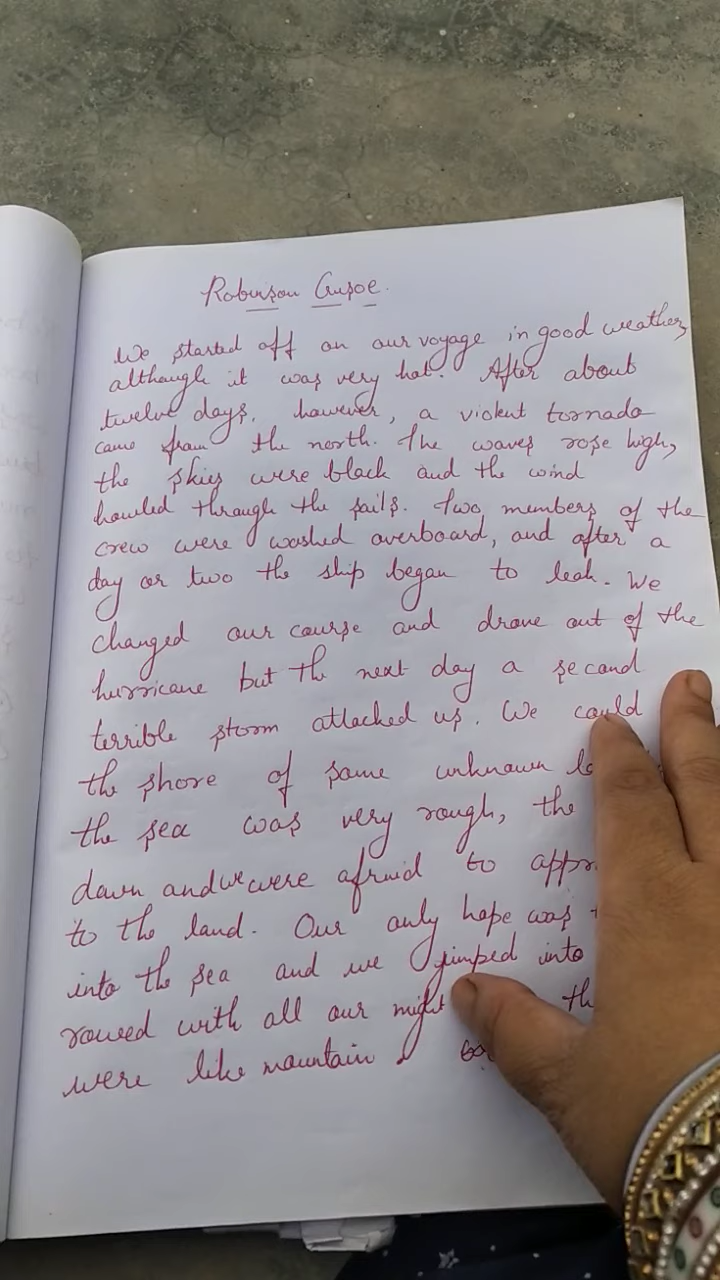 Robinson Crusoe.
We started off on our voyage in good weather,
although it was very hot. After about
twelve days, however, a violent tornado
came from the north. The waves rose high,
the skies were black and the wind
howled through the sails. Two members of the
crew were washed overboard, and after a
day or two the ship began to leak. We
changed our course and drove out of the
hurricane but the next day a second
terrible storm attacked us. We could
the shore of some unknown
the sea was very rough, the
down and we were afruid to
to the land. Our only hope was
into the sea and we jumped into
rowed with all our might
were like mountain